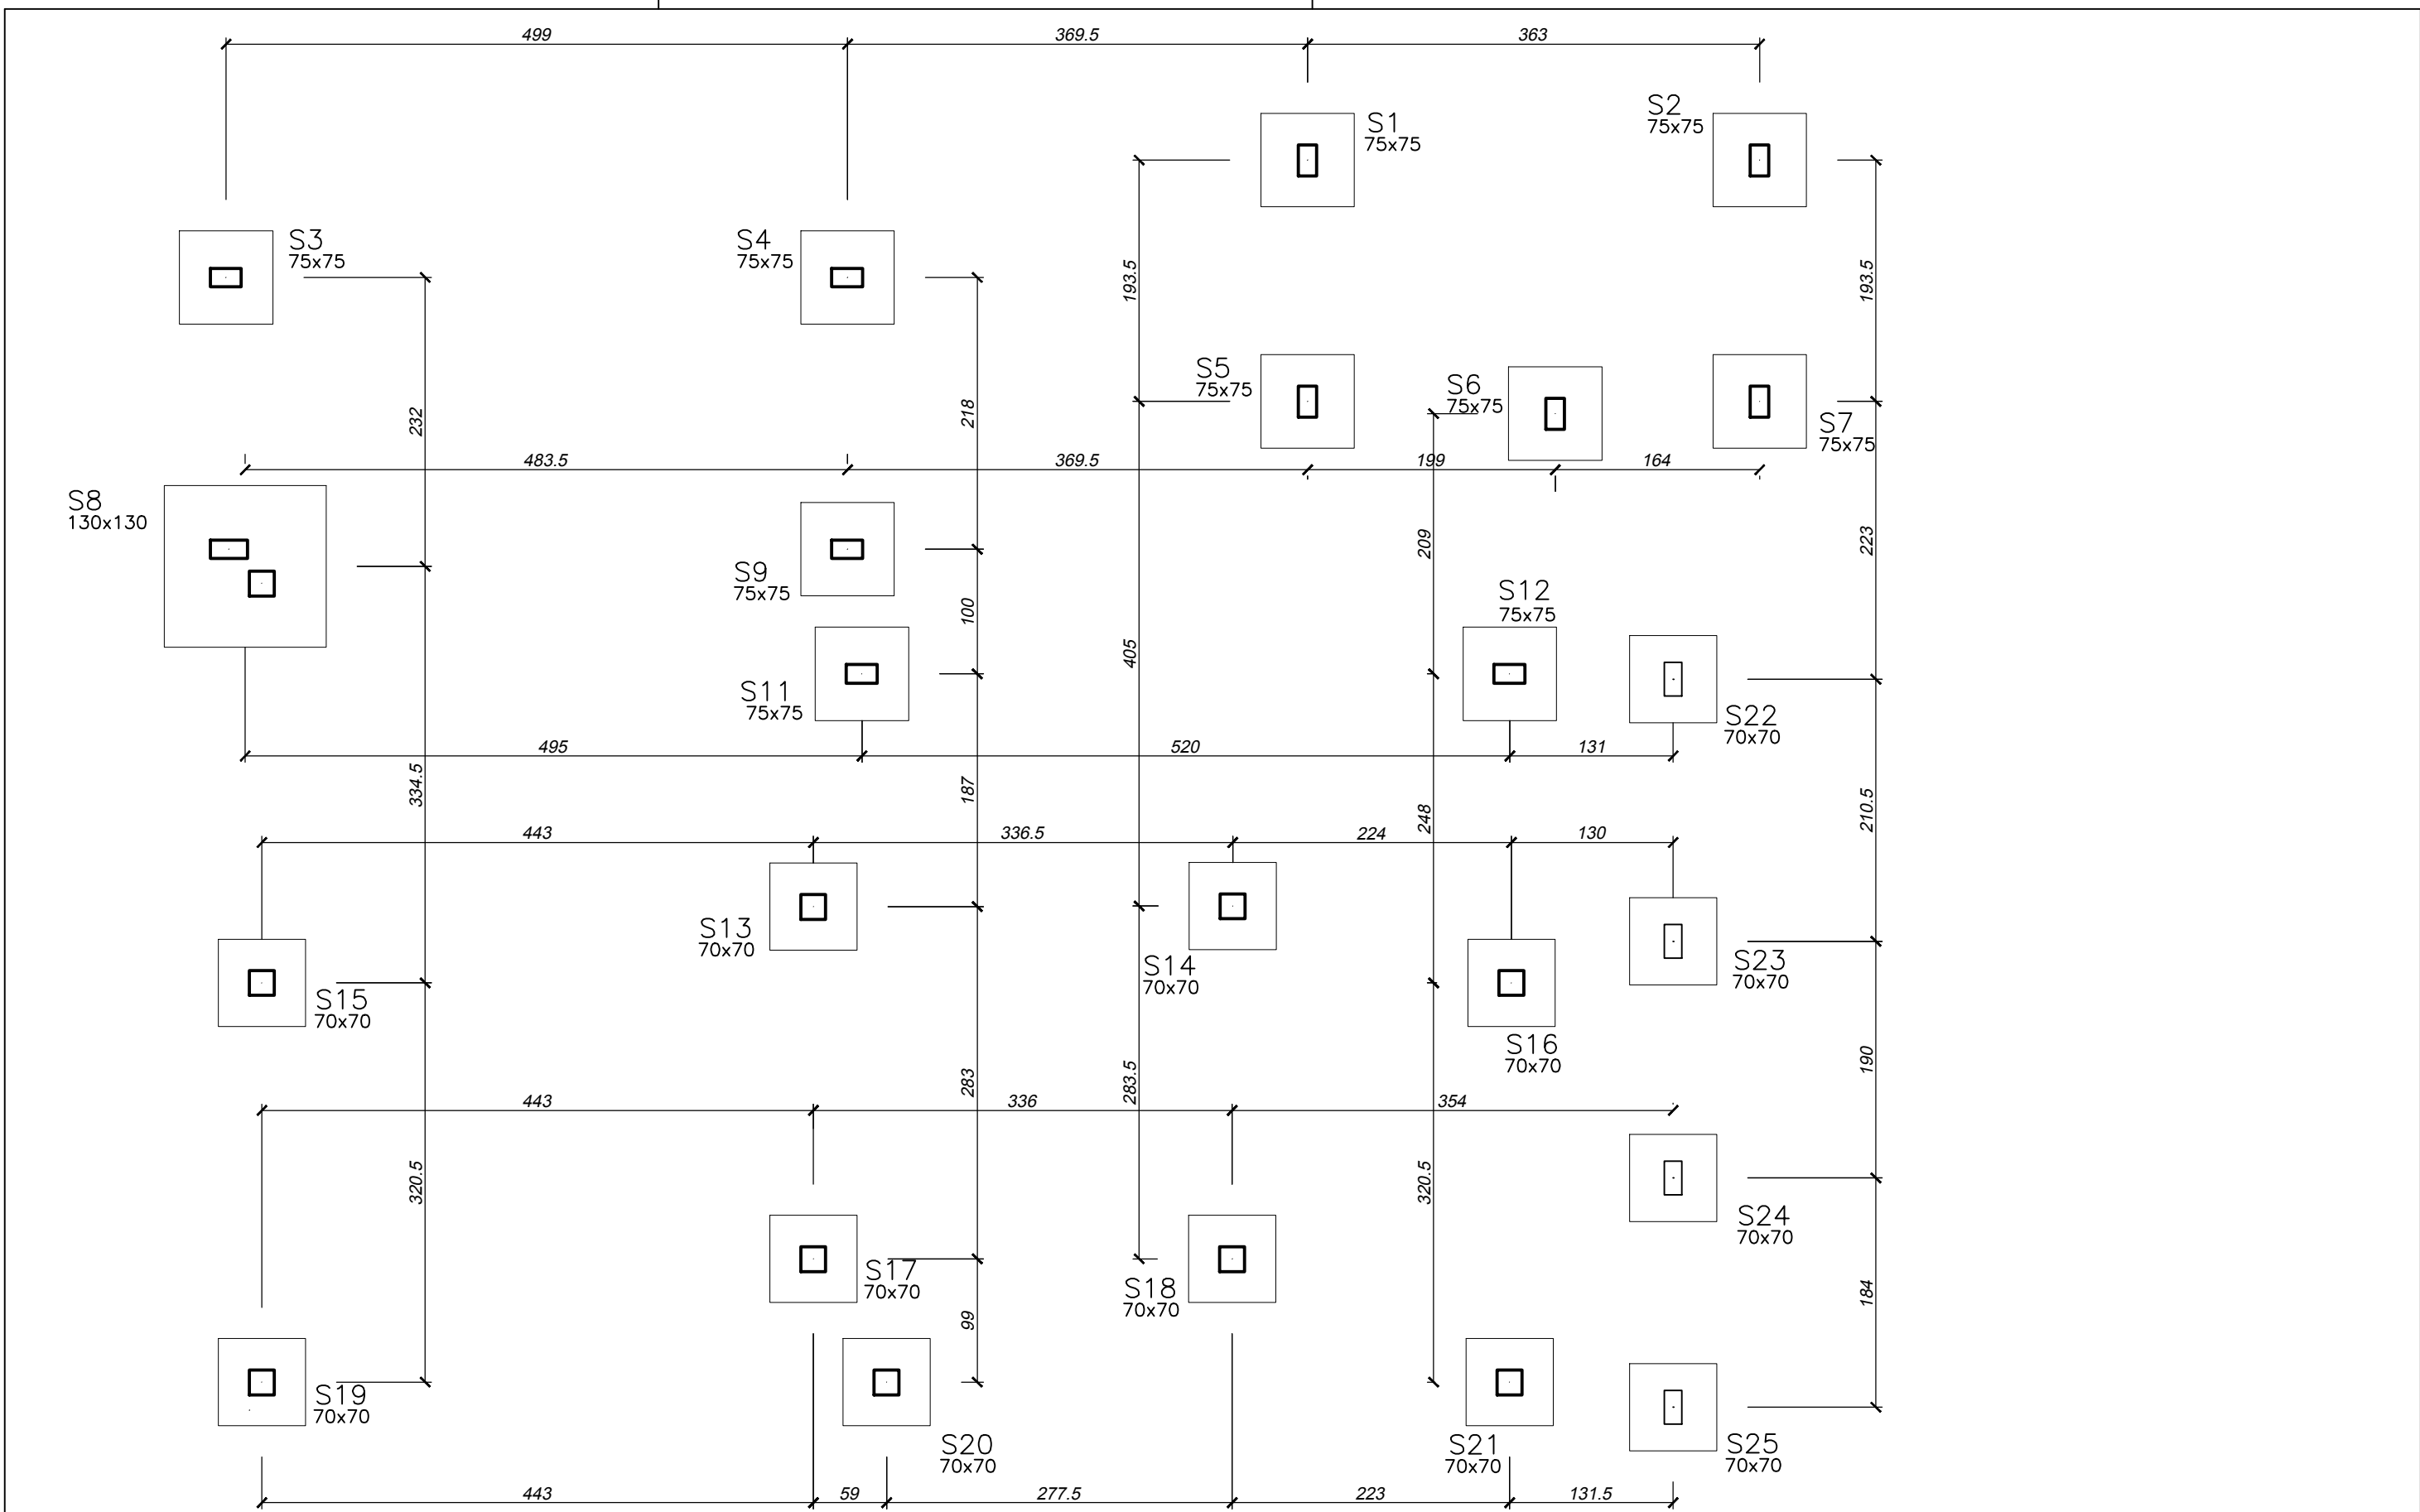 499
369.5
363
S1
75x75
S2
75x75
S3
75x75
S4
75x75
193.5
193.5
S5
75x75
S6
75x75
S7
75x75
232
218
483.5
369.5
199
164
S8
130x130
S9
75x75
209
223
S12
75x75
100
405
S11
75x75
S22
70x70
495
520
131
334.5
187
248
210.5
443
336.5
224
130
S13
70x70
S14
70x70
S23
70x70
S15
70x70
S16
70x70
283
283.5
190
443
336
354
320.5
320.5
S24
70x70
S17
70x70
S18
70x70
99
184
S19
70x70
S20
70x70
S21
70x70
S25
70x70
443
59
277.5
223
131.5